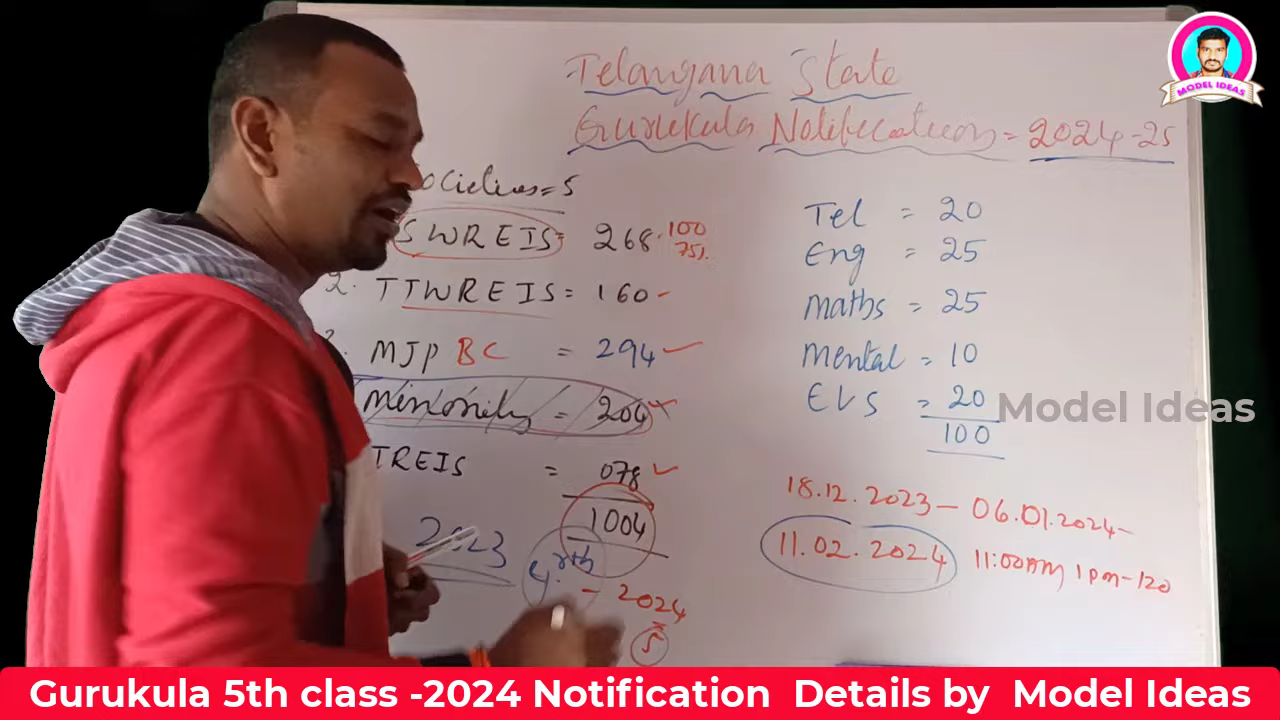 Telangana State
Gurukula Notification = 2024-25
MODEL IDEAS
ocieties = 5
SWREIS = 268 100
75%
2. TTWREIS = 160
3. MJP BC = 294
Minority = 204
TREIS = 078
1004
2023
- 2024
5
Tel = 20
Eng = 25
maths = 25
mental = 10
EVS = 20
100
Model Ideas
18.12.2023 - 06.01.2024
11.02.2024 11:00AM 1pm-120
Gurukula 5th class -2024 Notification Details by Model Ideas